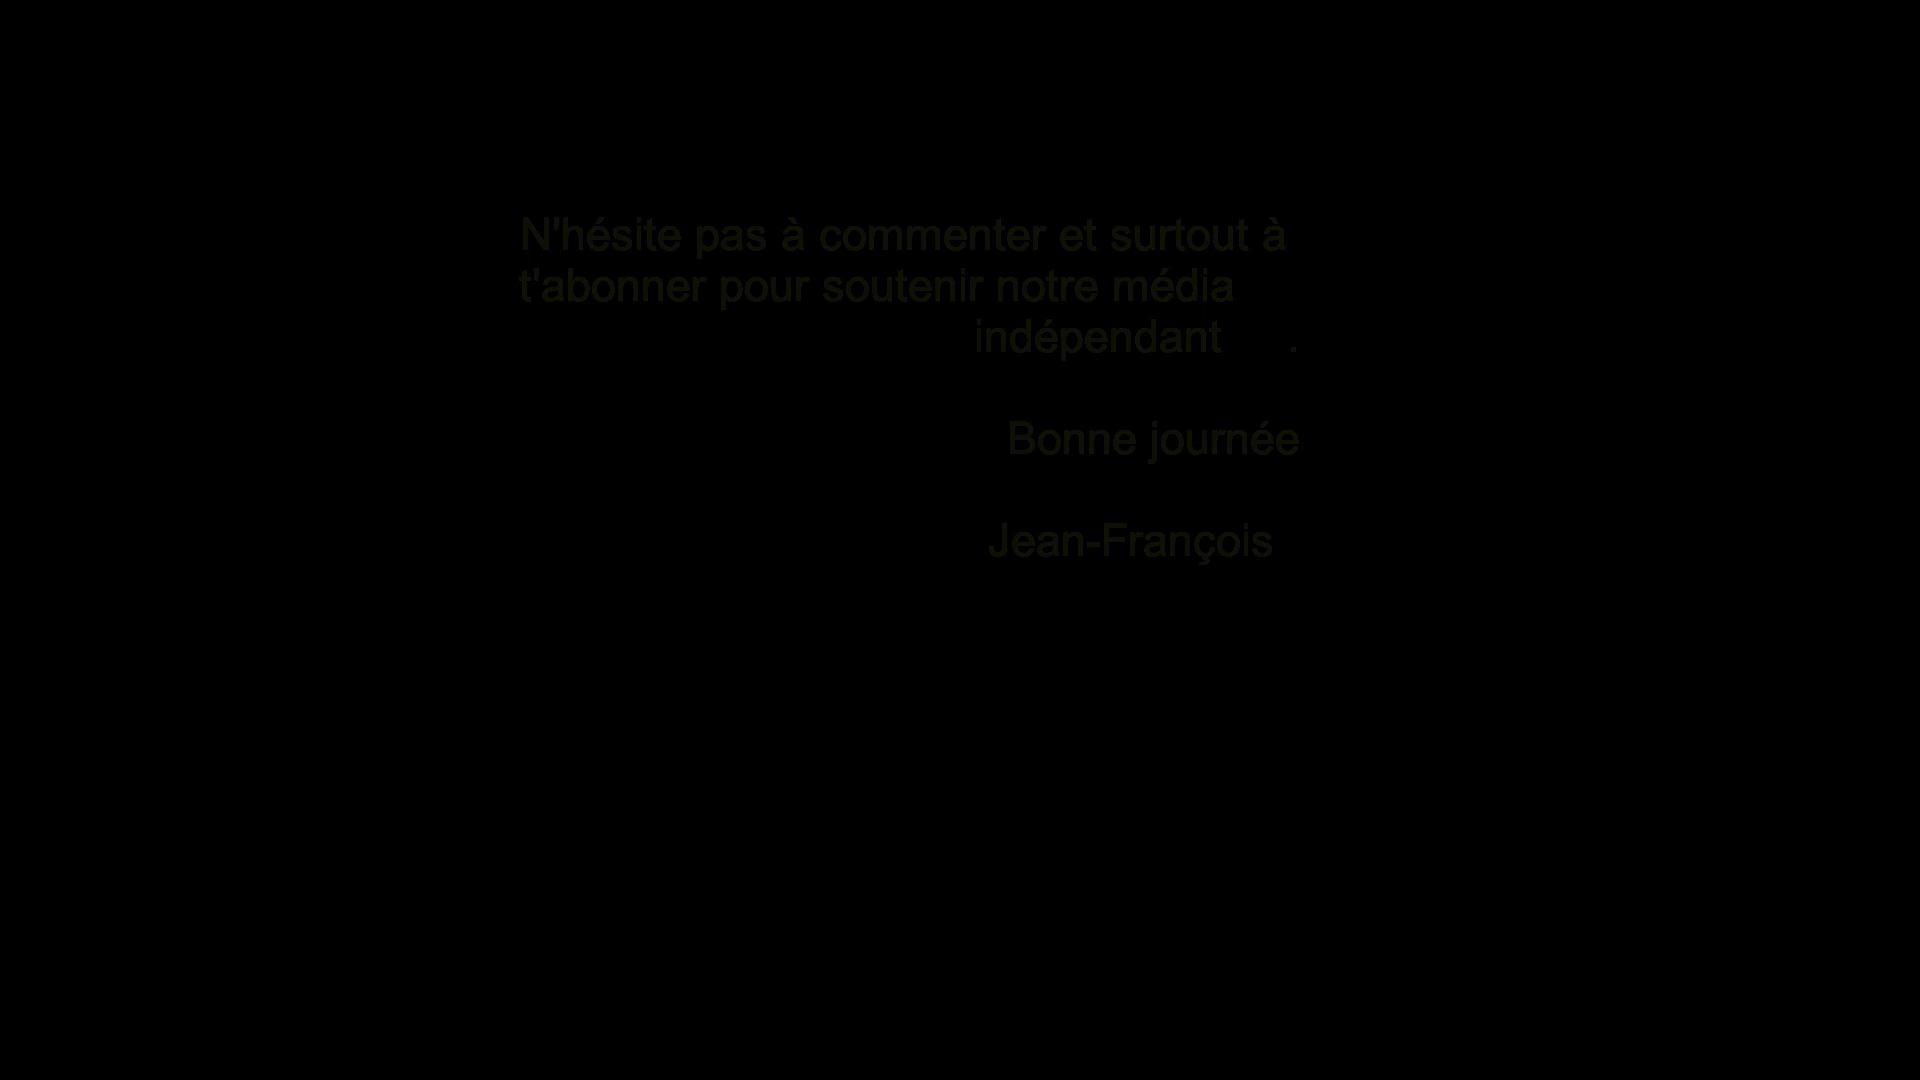 N'hésite pas à commenter et surtout à
t'abonner pour soutenir notre média
indépendant .
Bonne journée
Jean-François